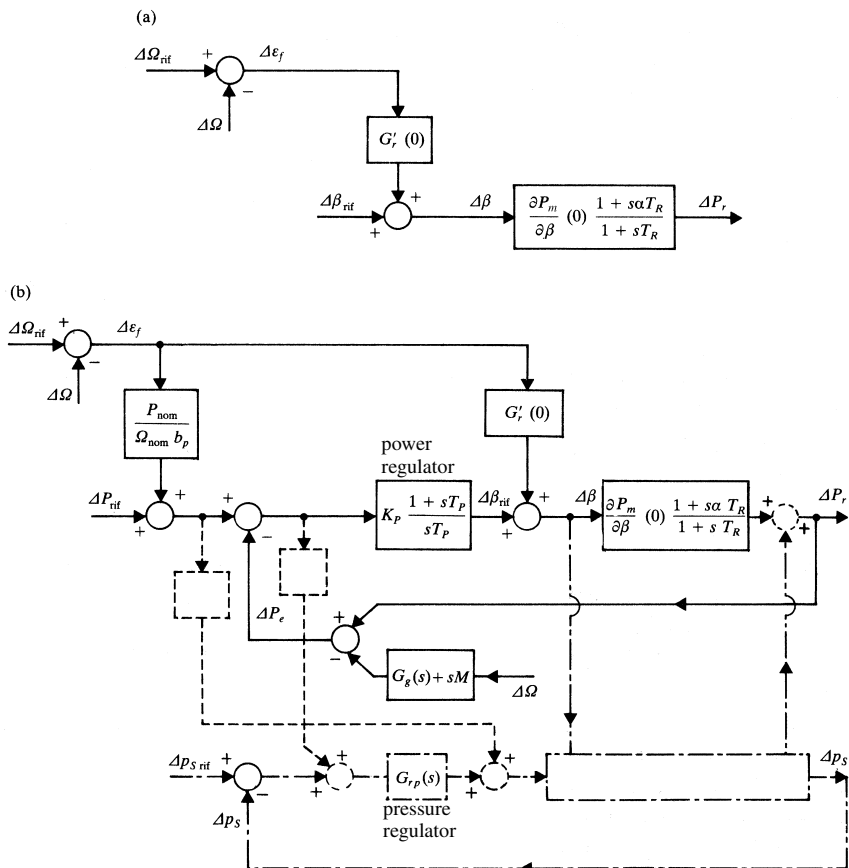 (a)
ΔΩrif
+
Δεf
−
ΔΩ
G′r (0)
Δβrif
+
+
Δβ
∂Pm/∂β (0) (1 + sαTR)/(1 + sTR)
ΔPr
(b)
ΔΩrif
+
Δεf
−
ΔΩ
Pnom/(Ωnom bp)
G′r (0)
power
regulator
ΔPrif
+
+
+
−
KP (1 + sTP)/(sTP)
Δβrif
+
+
Δβ
∂Pm/∂β (0) (1 + sα TR)/(1 + s TR)
+
+
ΔPr
ΔPe
+
−
Gg(s) + sM
ΔΩ
ΔpS rif
+
−
+
+
Grp(s)
+
+
ΔpS
ΔpS
pressure
regulator